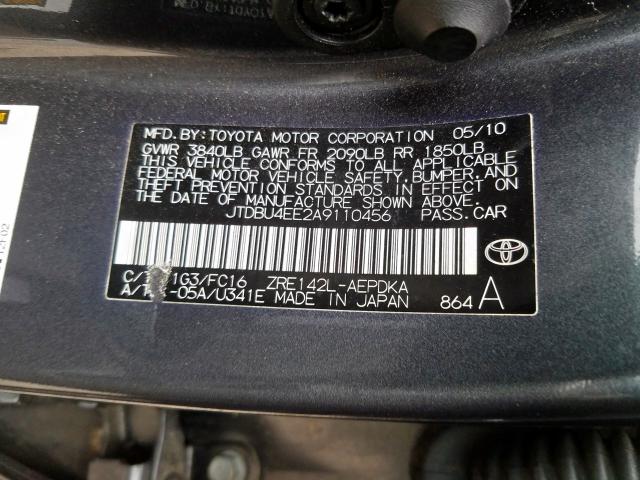 MFD.BY:TOYOTA MOTOR CORPORATION 05/10
GVWR 3840LB GAWR FR 2090LB RR 1850LB
THIS VEHICLE CONFORMS TO ALL APPLICABLE
FEDERAL MOTOR VEHICLE SAFETY, BUMPER, AND
THEFT PREVENTION STANDARDS IN EFFECT ON
THE DATE OF MANUFACTURE SHOWN ABOVE.
JTDBU4EE2A9110456 PASS.CAR
C/ 1G3/FC16 ZRE142L-AEPDKA
A/ -05A/U341E MADE IN JAPAN 864 A